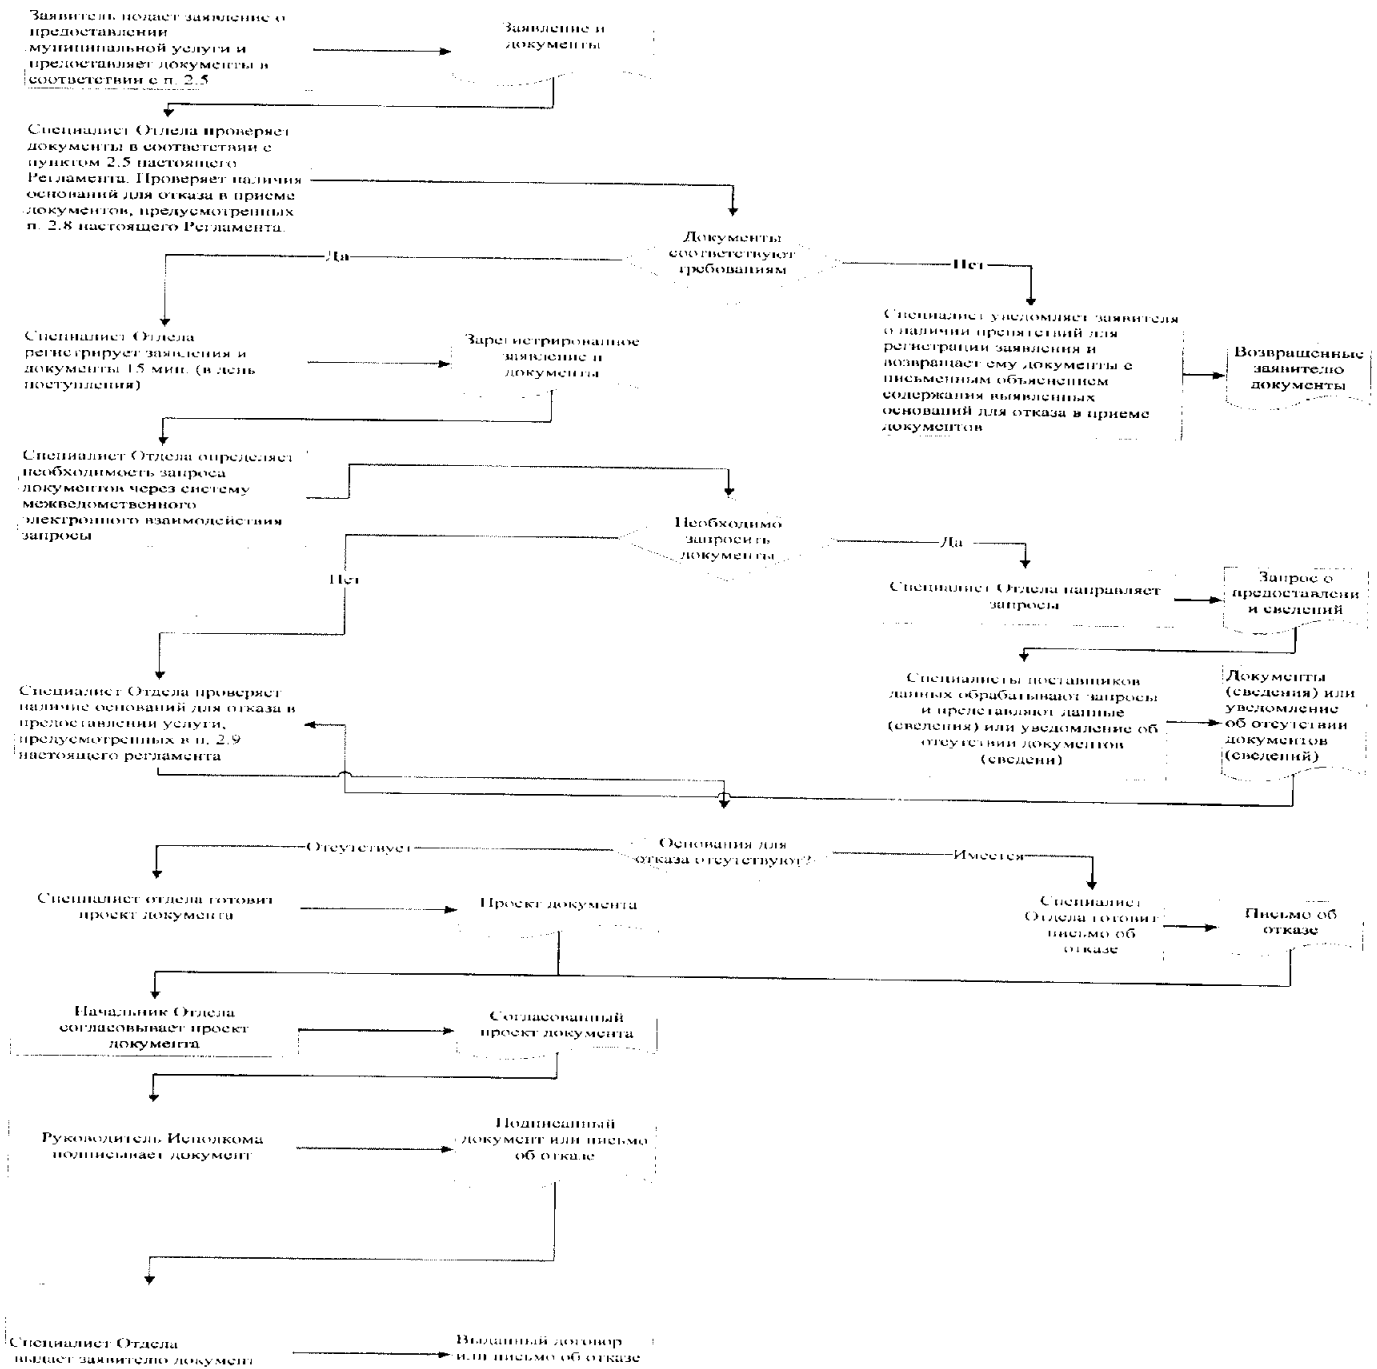 Заявитель подает заявление о
предоставлении
муниципальной услуги и
предоставляет документы в
соответствии с п. 2.5
Заявление и
документы
Специалист Отдела проверяет
документы в соответствии с
пунктом 2.5 настоящего
Регламента. Проверяет наличия
оснований для отказа в приеме
документов, предусмотренных
п. 2.8 настоящего Регламента.
Документы
соответствуют
требованиям
Да
Нет
Специалист Отдела
регистрирует заявления и
документы 15 мин. (в день
поступления)
Зарегистрированное
заявление и
документы
Специалист уведомляет заявителя
о наличии препятствий для
регистрации заявления и
возвращает ему документы с
письменным объяснением
содержания выявленных
оснований для отказа в приеме
документов
Возвращенные
заявителю
документы
Специалист Отдела определяет
необходимость запроса
документов через систему
межведомственного
электронного взаимодействия
запросы
Необходимо
запросить
документы
Нет
Да
Специалист Отдела направляет
запросы
Запрос о
предоставлени
и сведений
Специалист Отдела проверяет
наличие оснований для отказа в
предоставлении услуги,
предусмотренных в п. 2.9
настоящего регламента
Специалисты поставщиков
данных обрабатывают запросы
и представляют данные
(сведения) или уведомление об
отсутствии документов
(сведени)
Документы
(сведения) или
уведомление
об отсутствии
документов
(сведений)
Основания для
отказа отсутствуют?
Отсутствует
Имеется
Специалист отдела готовит
проект документа
Проект документа
Специалист
Отдела готовит
письмо об
отказе
Письмо об
отказе
Начальник Отдела
согласовывает проект
документа
Согласованный
проект документа
Руководитель Исполкома
подписывает документ
Подписанный
документ или письмо
об отказе
Специалист Отдела
выдает заявителю документ
Выданный договор
или письмо об отказе